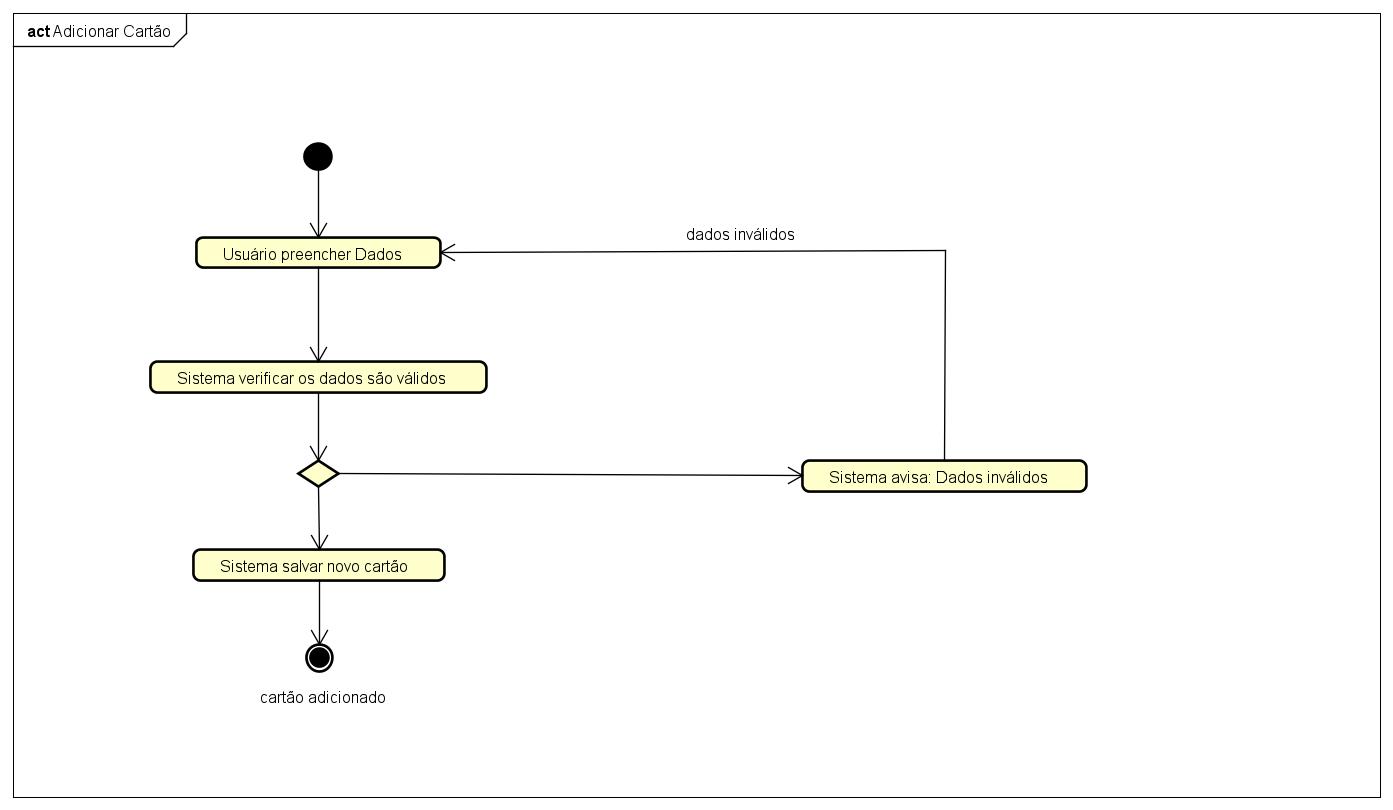 act Adicionar Cartão
dados inválidos
Usuário preencher Dados
Sistema verificar os dados são válidos
Sistema avisa: Dados inválidos
Sistema salvar novo cartão
cartão adicionado